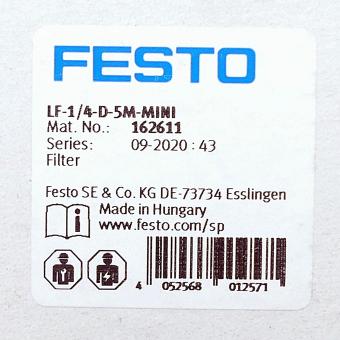 FESTO
LF-1/4-D-5M-MINI
Mat. No.: 162611
Series: 09-2020 : 43
Filter
Festo SE & Co. KG DE-73734 Esslingen
Made in Hungary
www.festo.com/sp
4 052568 012571